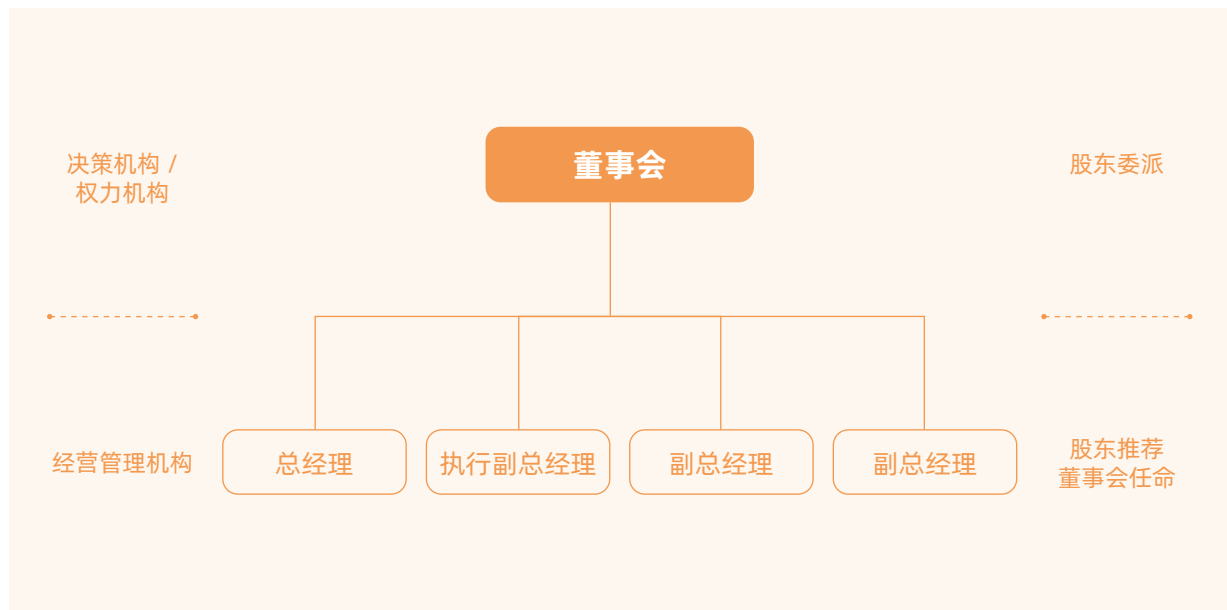 决策机构 /
权力机构
董事会
股东委派
经营管理机构
总经理
执行副总经理
副总经理
副总经理
股东推荐
董事会任命